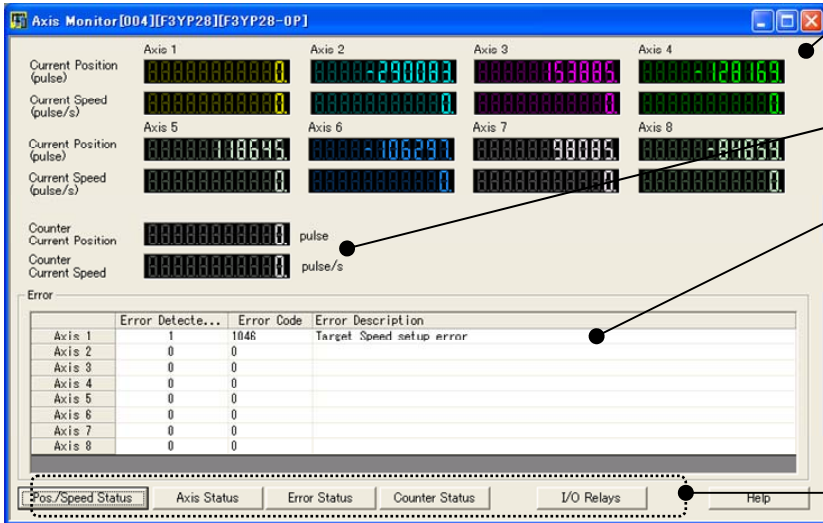 Axis Monitor[004][F3YP28][F3YP28-0P]
Axis 1 Axis 2 Axis 3 Axis 4
Current Position (pulse) 0. -290083. 153885. -128169.
Current Speed (pulse/s) 0. 0. 0. 0.
Axis 5 Axis 6 Axis 7 Axis 8
Current Position (pulse) 118645. -106297. 98085.
Current Speed (pulse/s) 0. 0. 0. 0.
Counter Current Position 0. pulse
Counter Current Speed 0. pulse/s
Error
Error Detecte... Error Code Error Description
Axis 1 1 1046 Target Speed setup error
Axis 2 0 0
Axis 3 0 0
Axis 4 0 0
Axis 5 0 0
Axis 6 0 0
Axis 7 0 0
Axis 8 0 0
Pos./Speed Status Axis Status Error Status Counter Status I/O Relays Help